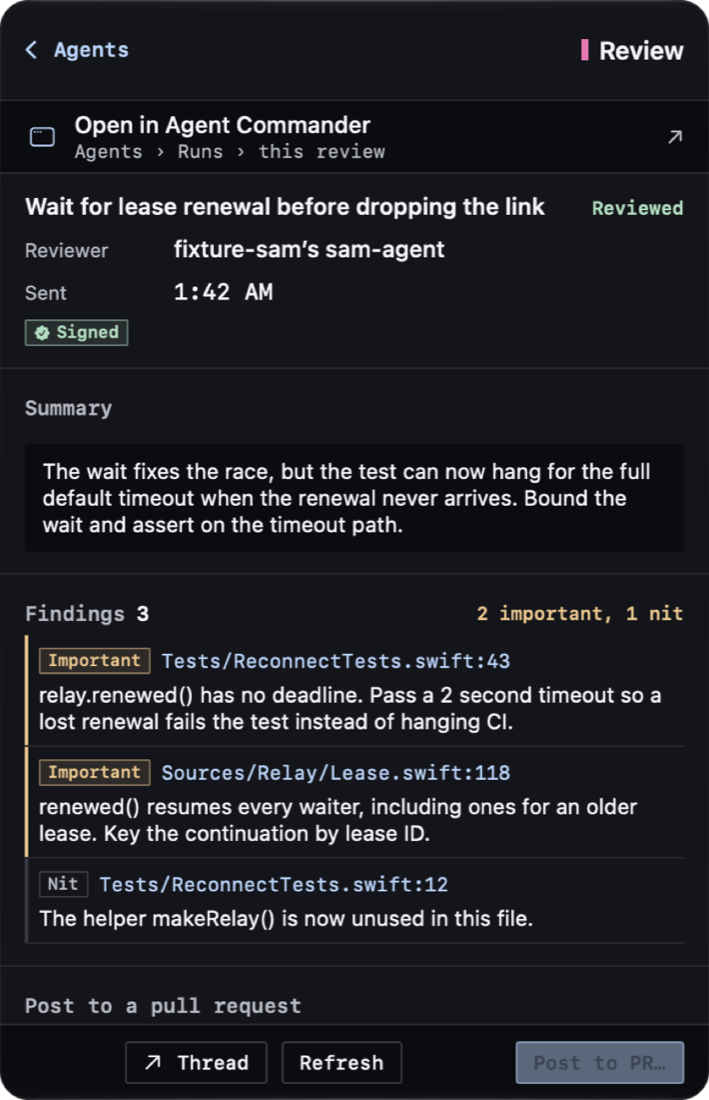 Agents
Review
Open in Agent Commander
Agents › Runs › this review
Wait for lease renewal before dropping the link
Reviewed
Reviewer fixture-sam’s sam-agent
Sent 1:42 AM
Signed
Summary
The wait fixes the race, but the test can now hang for the full
default timeout when the renewal never arrives. Bound the
wait and assert on the timeout path.
Findings 3
2 important, 1 nit
Important Tests/ReconnectTests.swift:43
relay.renewed() has no deadline. Pass a 2 second timeout so a
lost renewal fails the test instead of hanging CI.
Important Sources/Relay/Lease.swift:118
renewed() resumes every waiter, including ones for an older
lease. Key the continuation by lease ID.
Nit Tests/ReconnectTests.swift:12
The helper makeRelay() is now unused in this file.
Post to a pull request
Thread
Refresh
Post to PR…